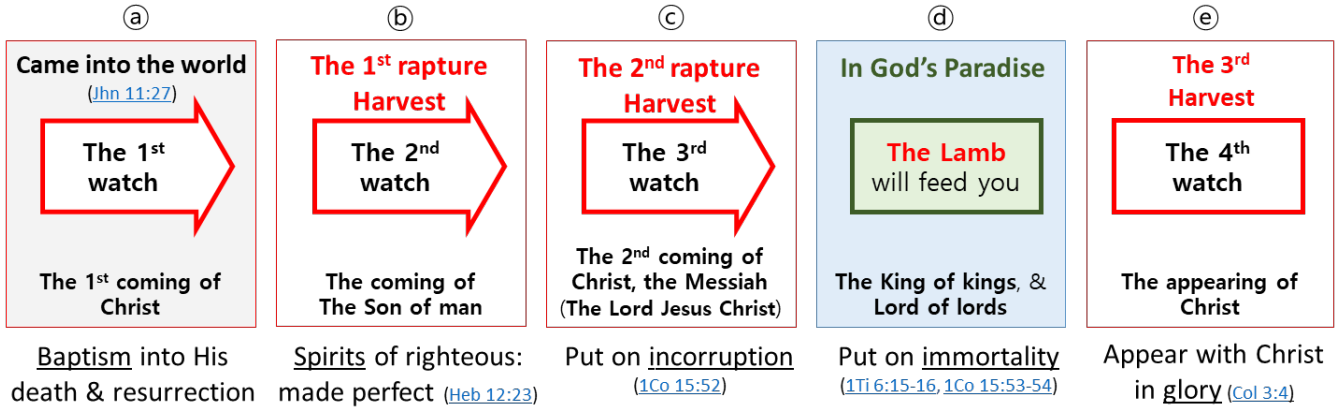 ⓐ
Came into the world
(Jhn 11:27)
The 1st
watch
The 1st coming of
Christ
Baptism into His
death & resurrection
ⓑ
The 1st rapture
Harvest
The 2nd
watch
The coming of
The Son of man
Spirits of righteous:
made perfect (Heb 12:23)
ⓒ
The 2nd rapture
Harvest
The 3rd
watch
The 2nd coming of
Christ, the Messiah
(The Lord Jesus Christ)
Put on incorruption
(1Co 15:52)
ⓓ
In God’s Paradise
The Lamb
will feed you
The King of kings, &
Lord of lords
Put on immortality
(1Ti 6:15-16, 1Co 15:53-54)
ⓔ
The 3rd
Harvest
The 4th
watch
The appearing of
Christ
Appear with Christ
in glory (Col 3:4)